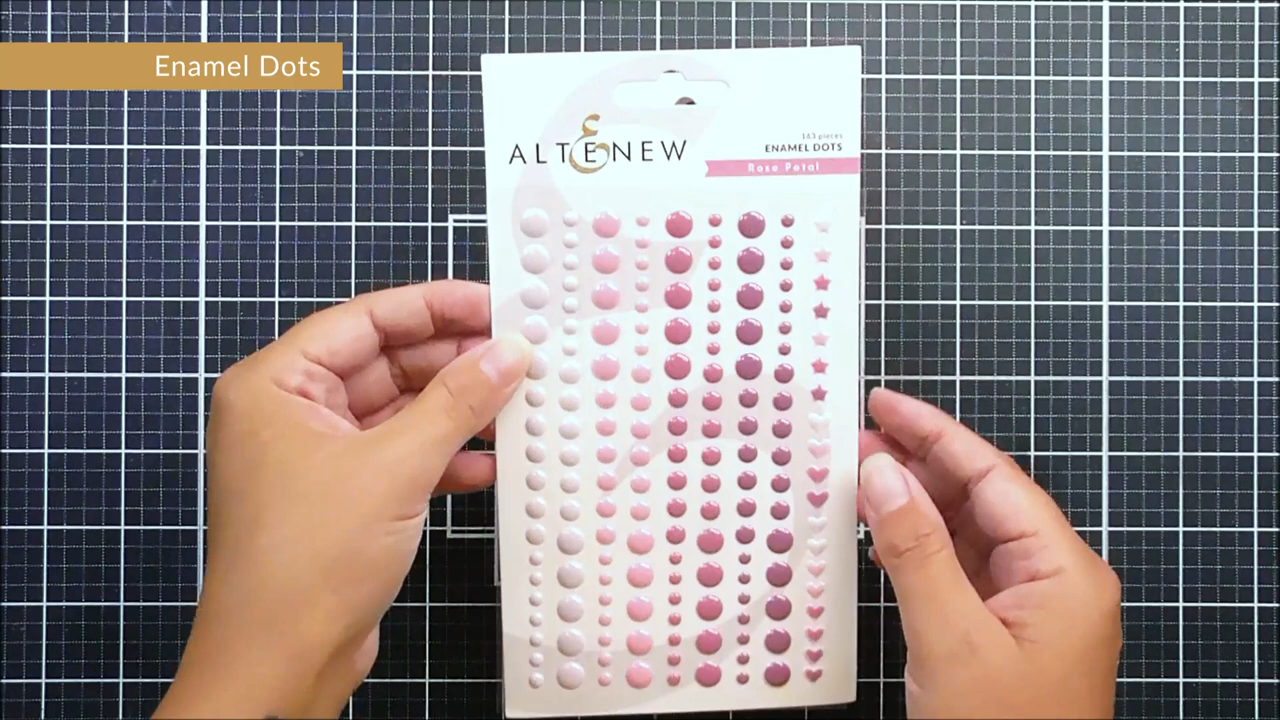 Enamel Dots
ALTENEW
163 pieces
ENAMEL DOTS
Rose Petal